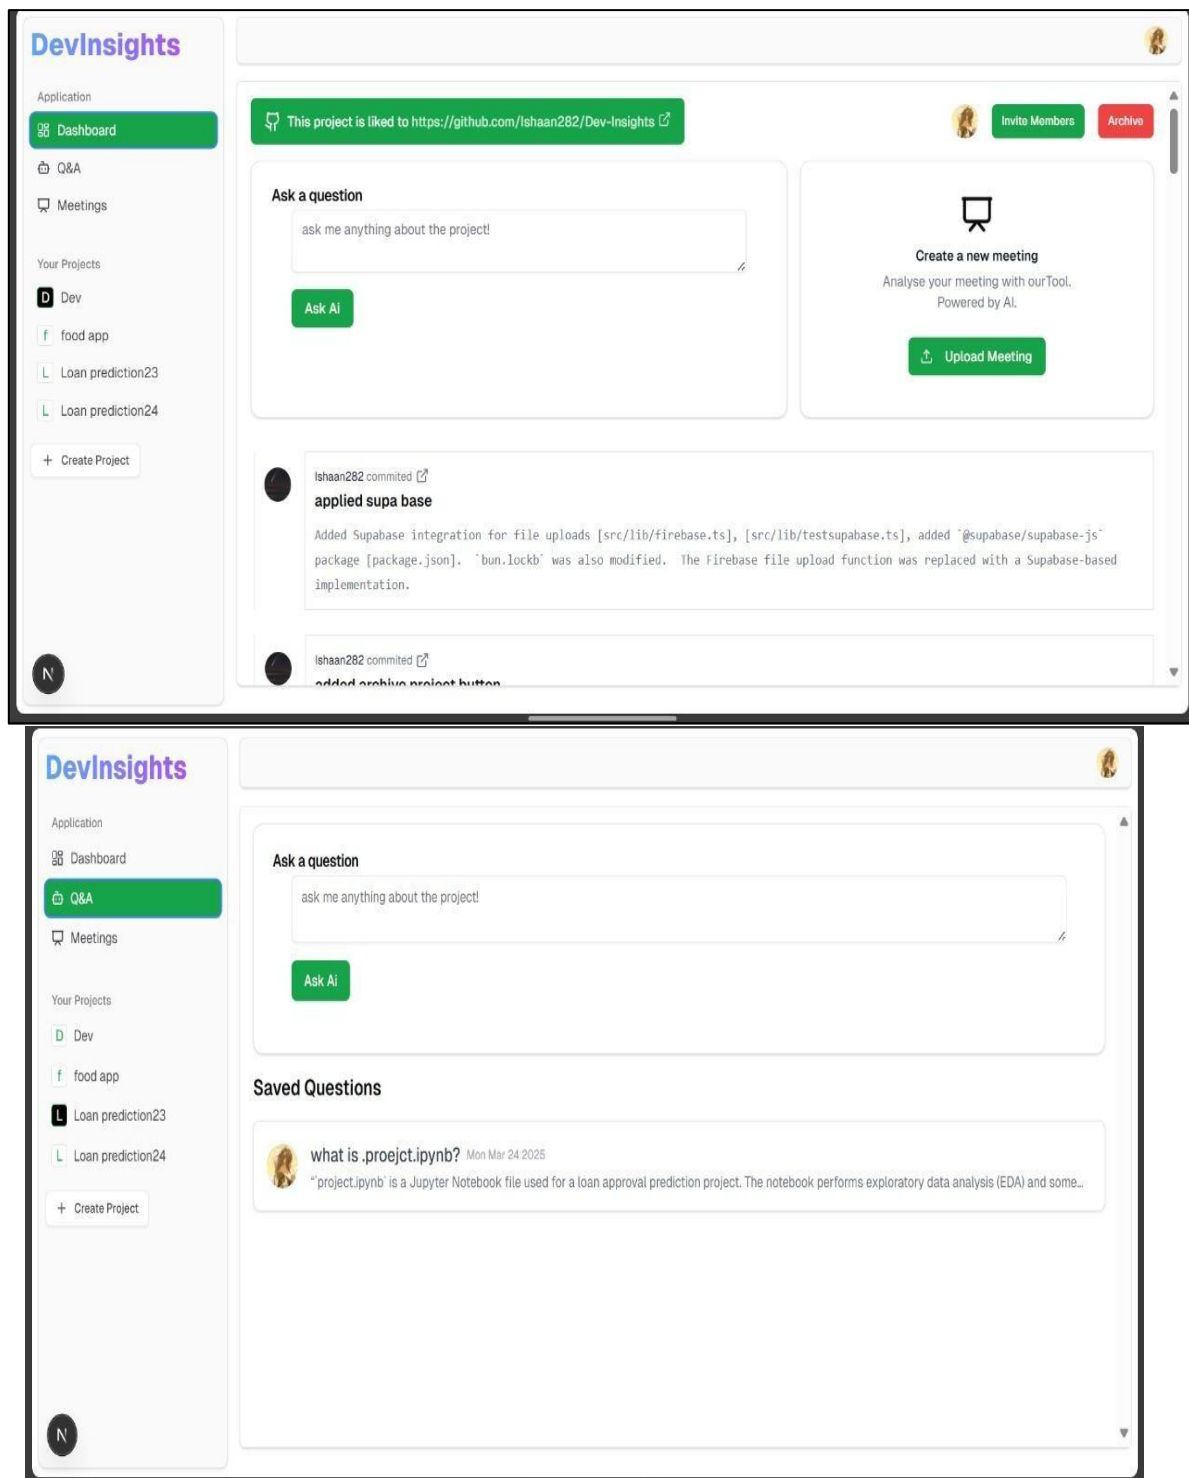 DevInsights
Application
Dashboard
Q&A
Meetings
Your Projects
D Dev
f food app
L Loan prediction23
L Loan prediction24
+ Create Project
N
This project is liked to https://github.com/Ishaan282/Dev-Insights
Invite Members
Archive
Ask a question
ask me anything about the project!
Ask Ai
Create a new meeting
Analyse your meeting with ourTool.
Powered by AI.
Upload Meeting
Ishaan282 commited
applied supa base
Added Supabase integration for file uploads [src/lib/firebase.ts], [src/lib/testsupabase.ts], added `@supabase/supabase-js`
package [package.json]. `bun.lockb` was also modified. The Firebase file upload function was replaced with a Supabase-based
implementation.
Ishaan282 commited
added archive project button
DevInsights
Application
Dashboard
Q&A
Meetings
Your Projects
D Dev
f food app
L Loan prediction23
L Loan prediction24
+ Create Project
N
Ask a question
ask me anything about the project!
Ask Ai
Saved Questions
what is .proejct.ipynb? Mon Mar 24 2025
"`project.ipynb` is a Jupyter Notebook file used for a loan approval prediction project. The notebook performs exploratory data analysis (EDA) and some...